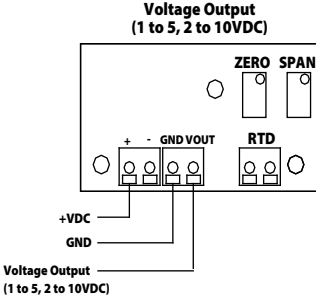 Voltage Output
(1 to 5, 2 to 10VDC)
ZERO SPAN
+ - GND VOUT RTD
+VDC
GND
Voltage Output
(1 to 5, 2 to 10VDC)